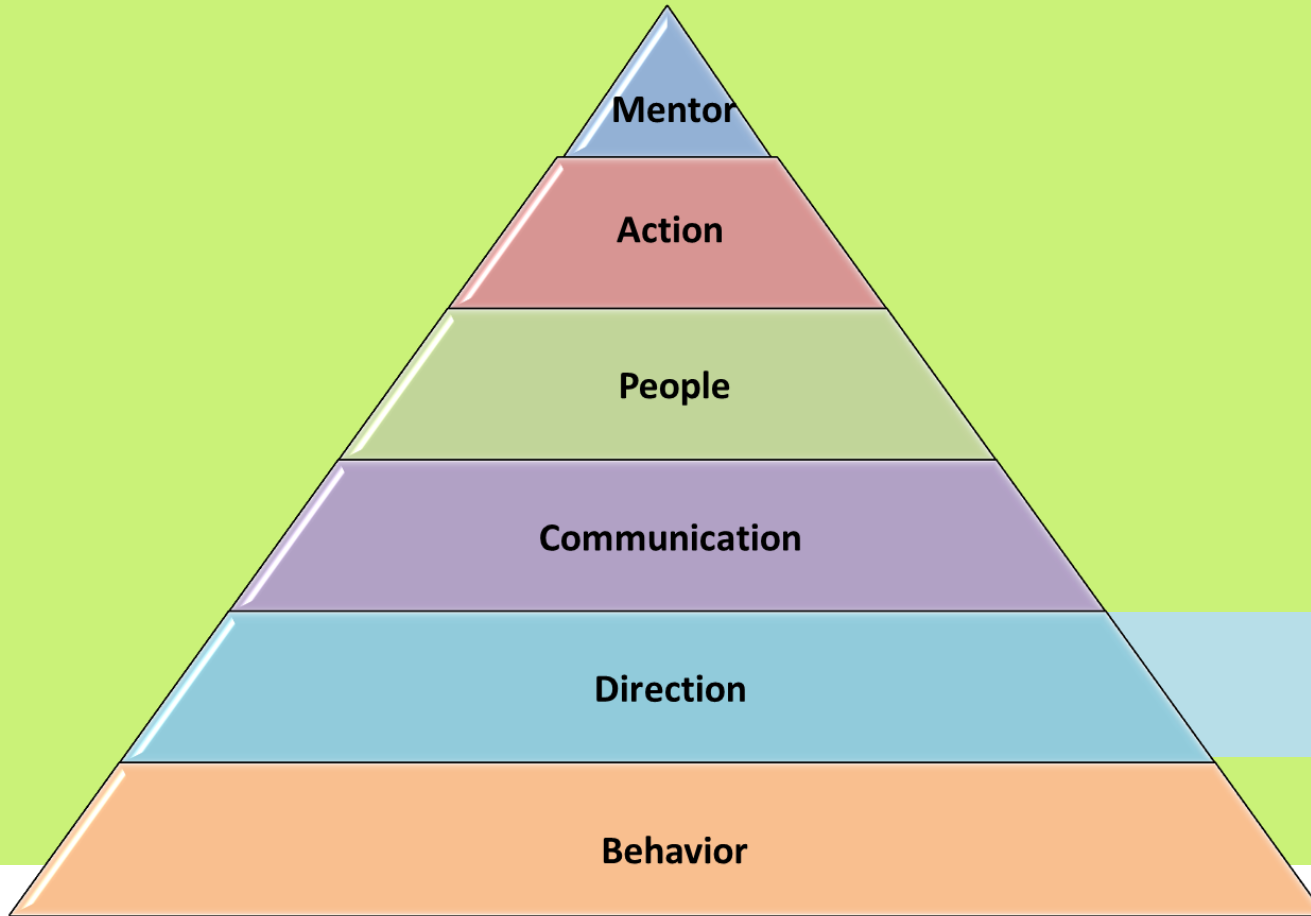 Mentor
Action
People
Communication
Direction
Behavior